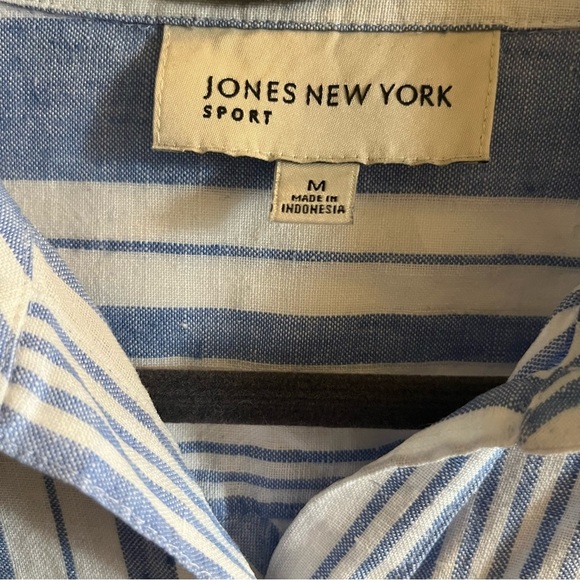 JONES NEW YORK
SPORT
M
MADE IN
INDONESIA